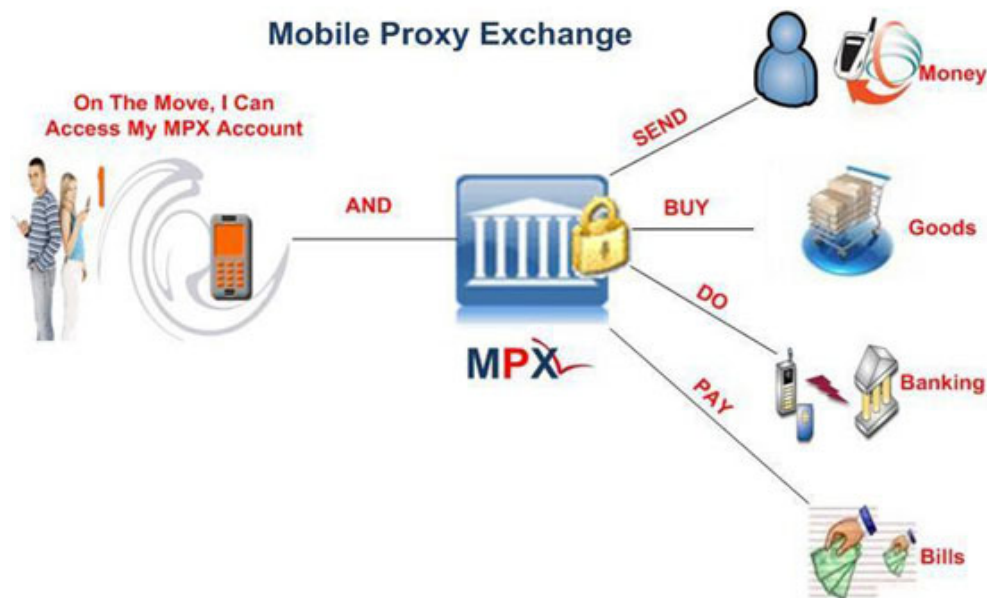 Mobile Proxy Exchange
On The Move, I Can
Access My MPX Account
AND
MPX
SEND
Money
BUY
Goods
DO
Banking
PAY
Bills